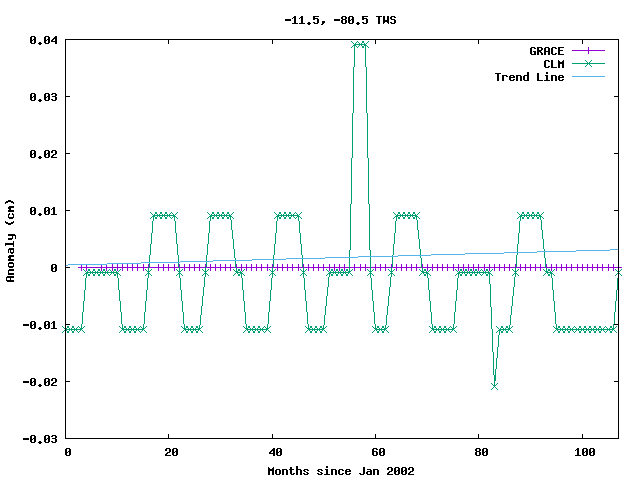 -11.5, -80.5 TWS
GRACE
CLM
Trend Line
0.04
0.03
0.02
0.01
0
-0.01
-0.02
-0.03
Anomaly (cm)
0 20 40 60 80 100
Months since Jan 2002